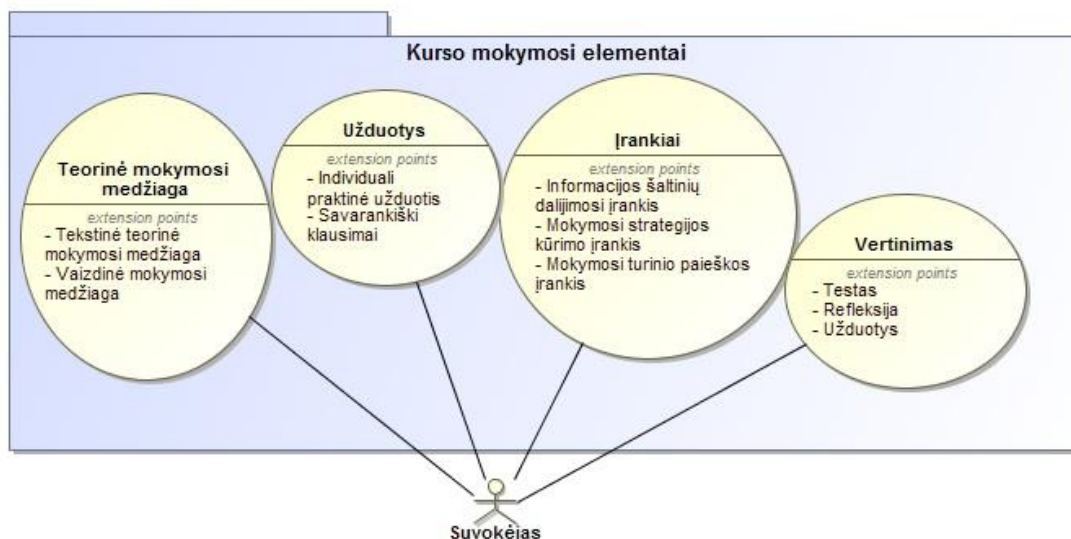 Kurso mokymosi elementai
Teorinė mokymosi
medžiaga
extension points
- Tekstinė teorinė
mokymosi medžiaga
- Vaizdinė mokymosi
medžiaga
Užduotys
extension points
- Individuali
praktinė užduotis
- Savarankiški
klausimai
Įrankiai
extension points
- Informacijos šaltinių
dalijimosi įrankis
- Mokymosi strategijos
kūrimo įrankis
- Mokymosi turinio paieškos
įrankis
Vertinimas
extension points
- Testas
- Refleksija
- Užduotys
Suvokėjas